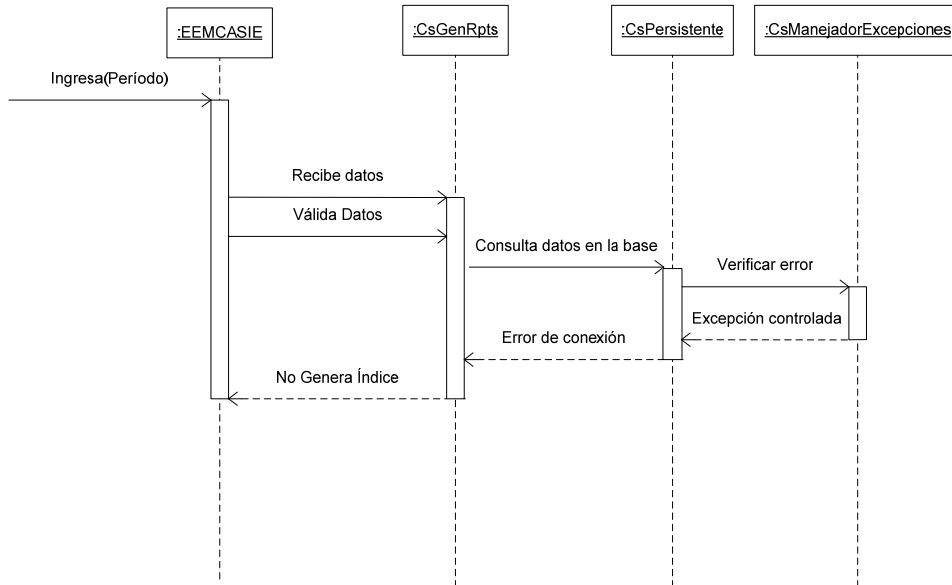 :EEMCASIE
:CsGenRpts
:CsPersistente
:CsManejadorExcepciones
Ingresa(Período)
Recibe datos
Válida Datos
Consulta datos en la base
Verificar error
Excepción controlada
Error de conexión
No Genera Índice